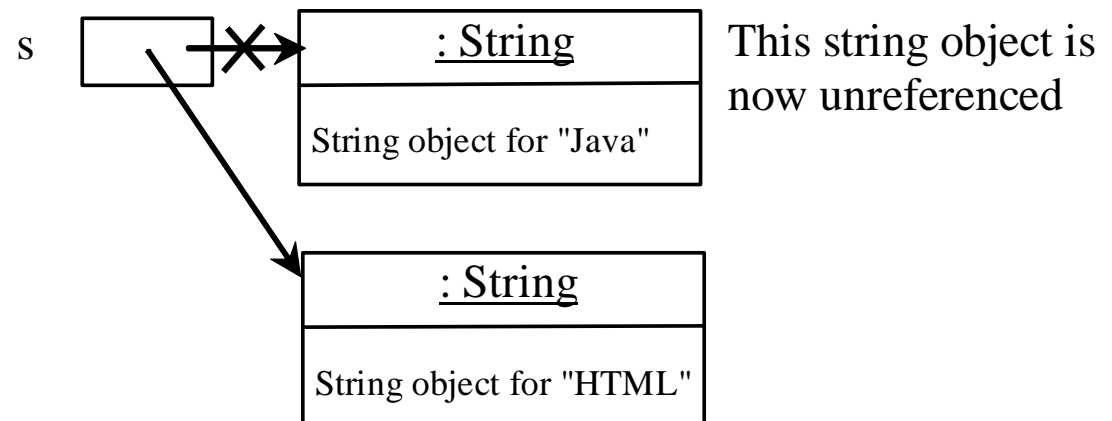 s
: String
This string object is
now unreferenced
String object for "Java"
: String
String object for "HTML"